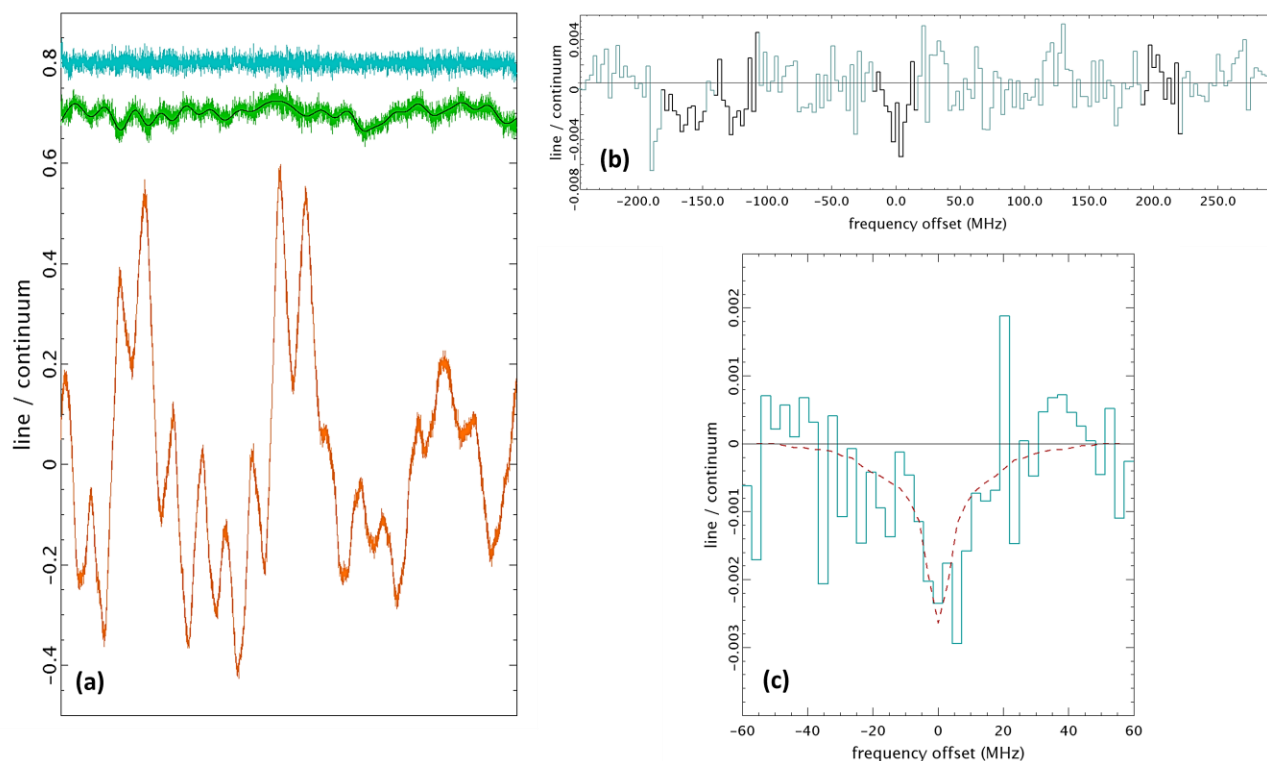 line / continuum
0.8
0.6
0.4
0.2
0
−0.2
−0.4
(a)
line / continuum
0.004
0
−0.004
−0.008
(b)
−200.0 −150.0 −100.0 −50.0 0.0 50.0 100.0 150.0 200.0 250.0
frequency offset (MHz)
line / continuum
0.002
0.001
0
−0.001
−0.002
−0.003
(c)
−60 −40 −20 0 20 40 60
frequency offset (MHz)